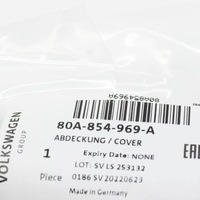 80A854969A
80A-854-969-A
ABDECKUNG / COVER
1 Expiry Date: NONE
LOT: SV LS 253132
Piece 0186 SV 20220623
Made in Germany
VOLKSWAGEN
GROUP
EAC